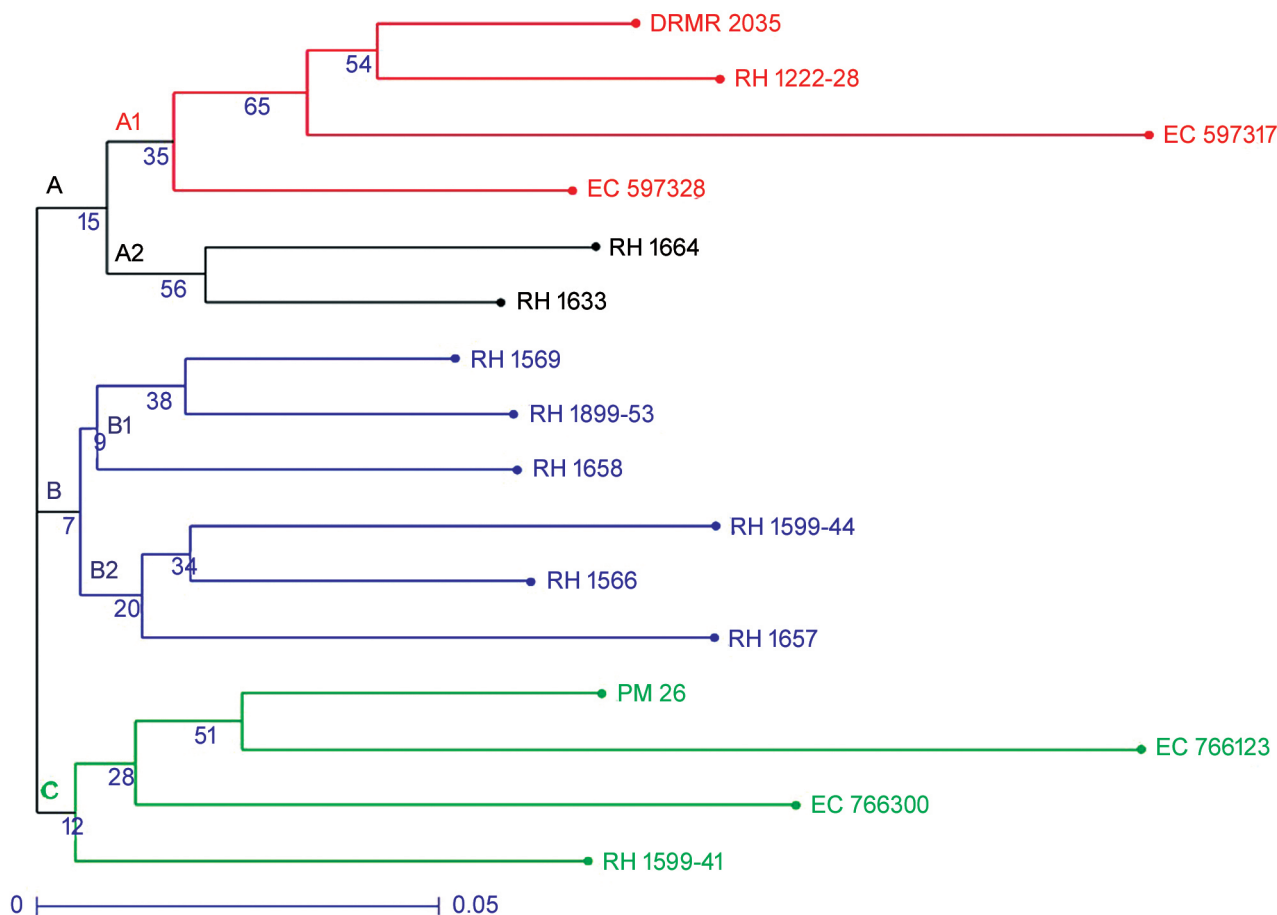 DRMR 2035
54
RH 1222-28
65
A1
EC 597317
35
A
EC 597328
15
A2
RH 1664
56
RH 1633
RH 1569
38
RH 1899-53
B1
9
RH 1658
B
7
RH 1599-44
34
B2
RH 1566
20
RH 1657
PM 26
51
EC 766123
28
C
EC 766300
12
RH 1599-41
0 0.05